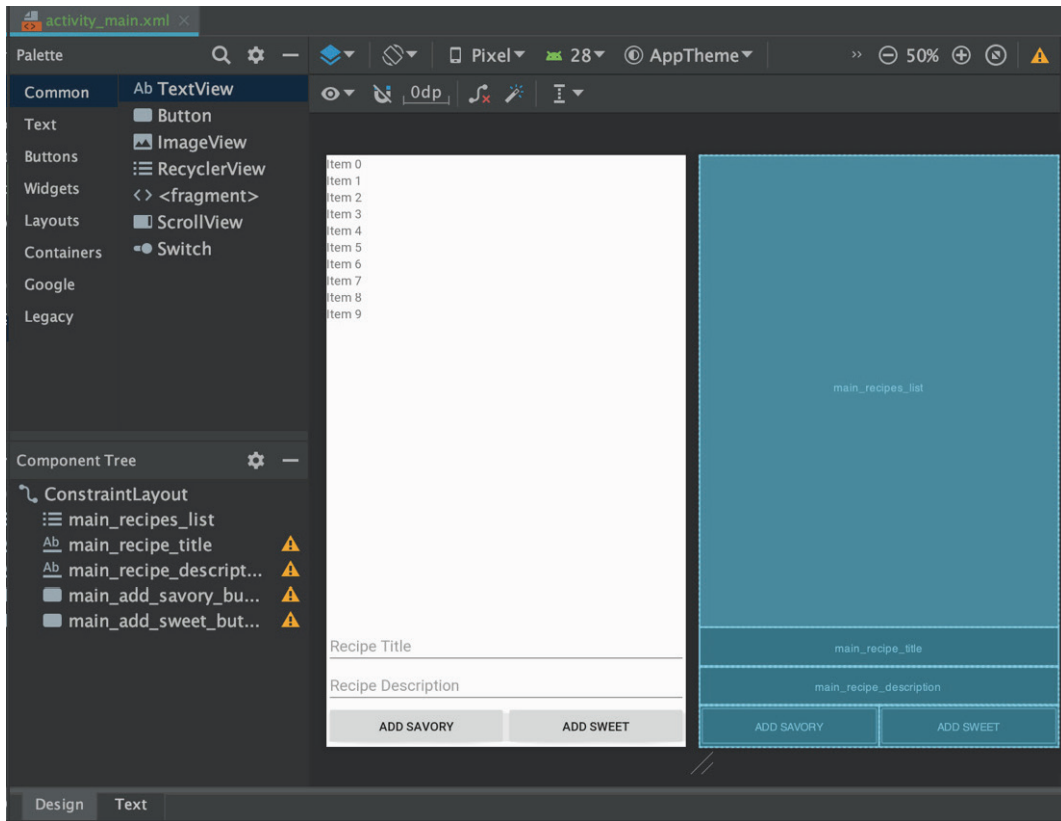 activity_main.xml
Palette
Pixel 28 AppTheme >> 50%
Common
Text
Buttons
Widgets
Layouts
Containers
Google
Legacy
Ab TextView
Button
ImageView
RecyclerView
<> <fragment>
ScrollView
Switch
0dp
Item 0
Item 1
Item 2
Item 3
Item 4
Item 5
Item 6
Item 7
Item 8
Item 9
Recipe Title
Recipe Description
ADD SAVORY ADD SWEET
main_recipes_list
main_recipe_title
main_recipe_description
ADD SAVORY ADD SWEET
Component Tree
ConstraintLayout
main_recipes_list
Ab main_recipe_title
Ab main_recipe_descript...
main_add_savory_bu...
main_add_sweet_but...
Design Text